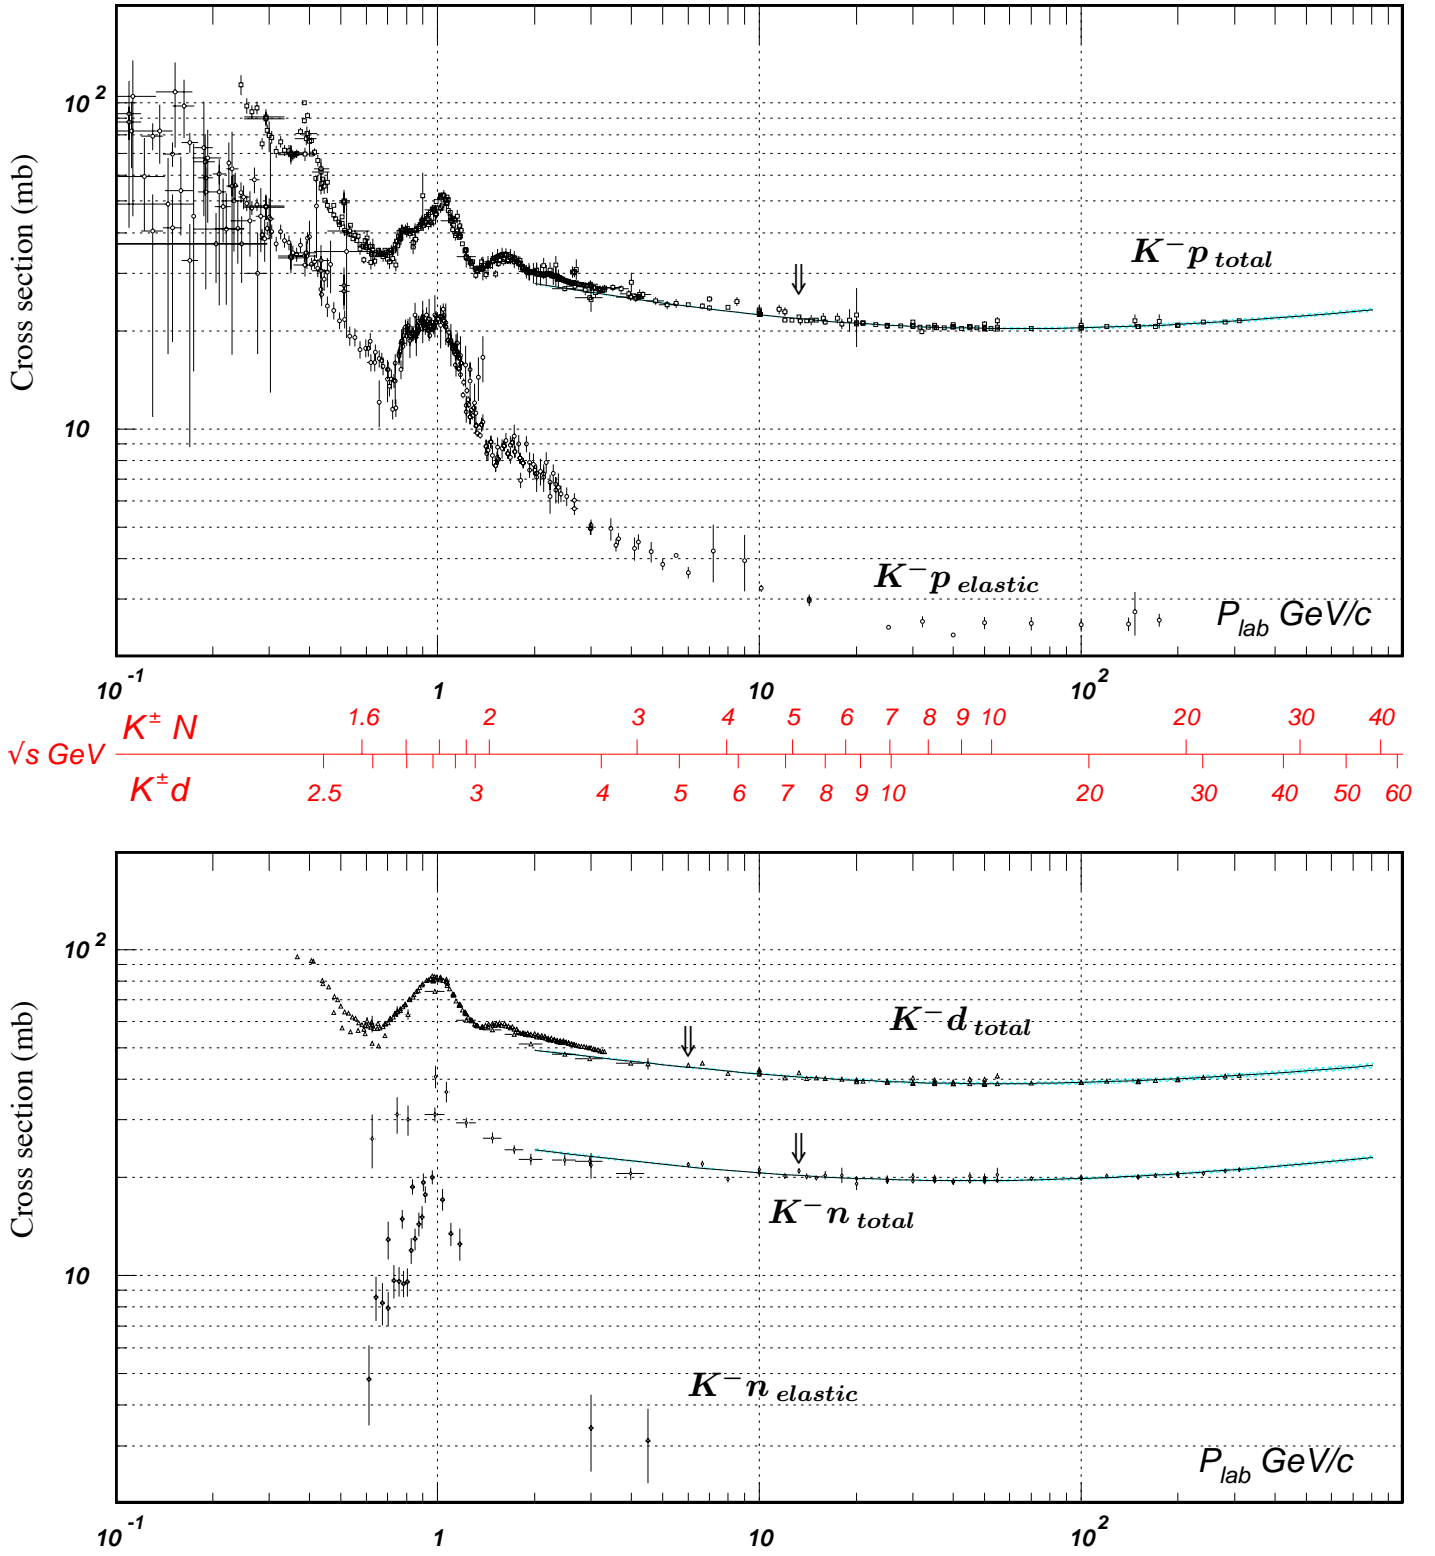 10²
Cross section (mb)
K⁻p total
10
K⁻p elastic
P_lab GeV/c
10⁻¹ 1 10 10²
K± N 1.6 2 3 4 5 6 7 8 9 10 20 30 40
√s GeV
K±d 2.5 3 4 5 6 7 8 9 10 20 30 40 50 60
10²
K⁻d total
Cross section (mb)
K⁻n total
10
K⁻n elastic
P_lab GeV/c
10⁻¹ 1 10 10²